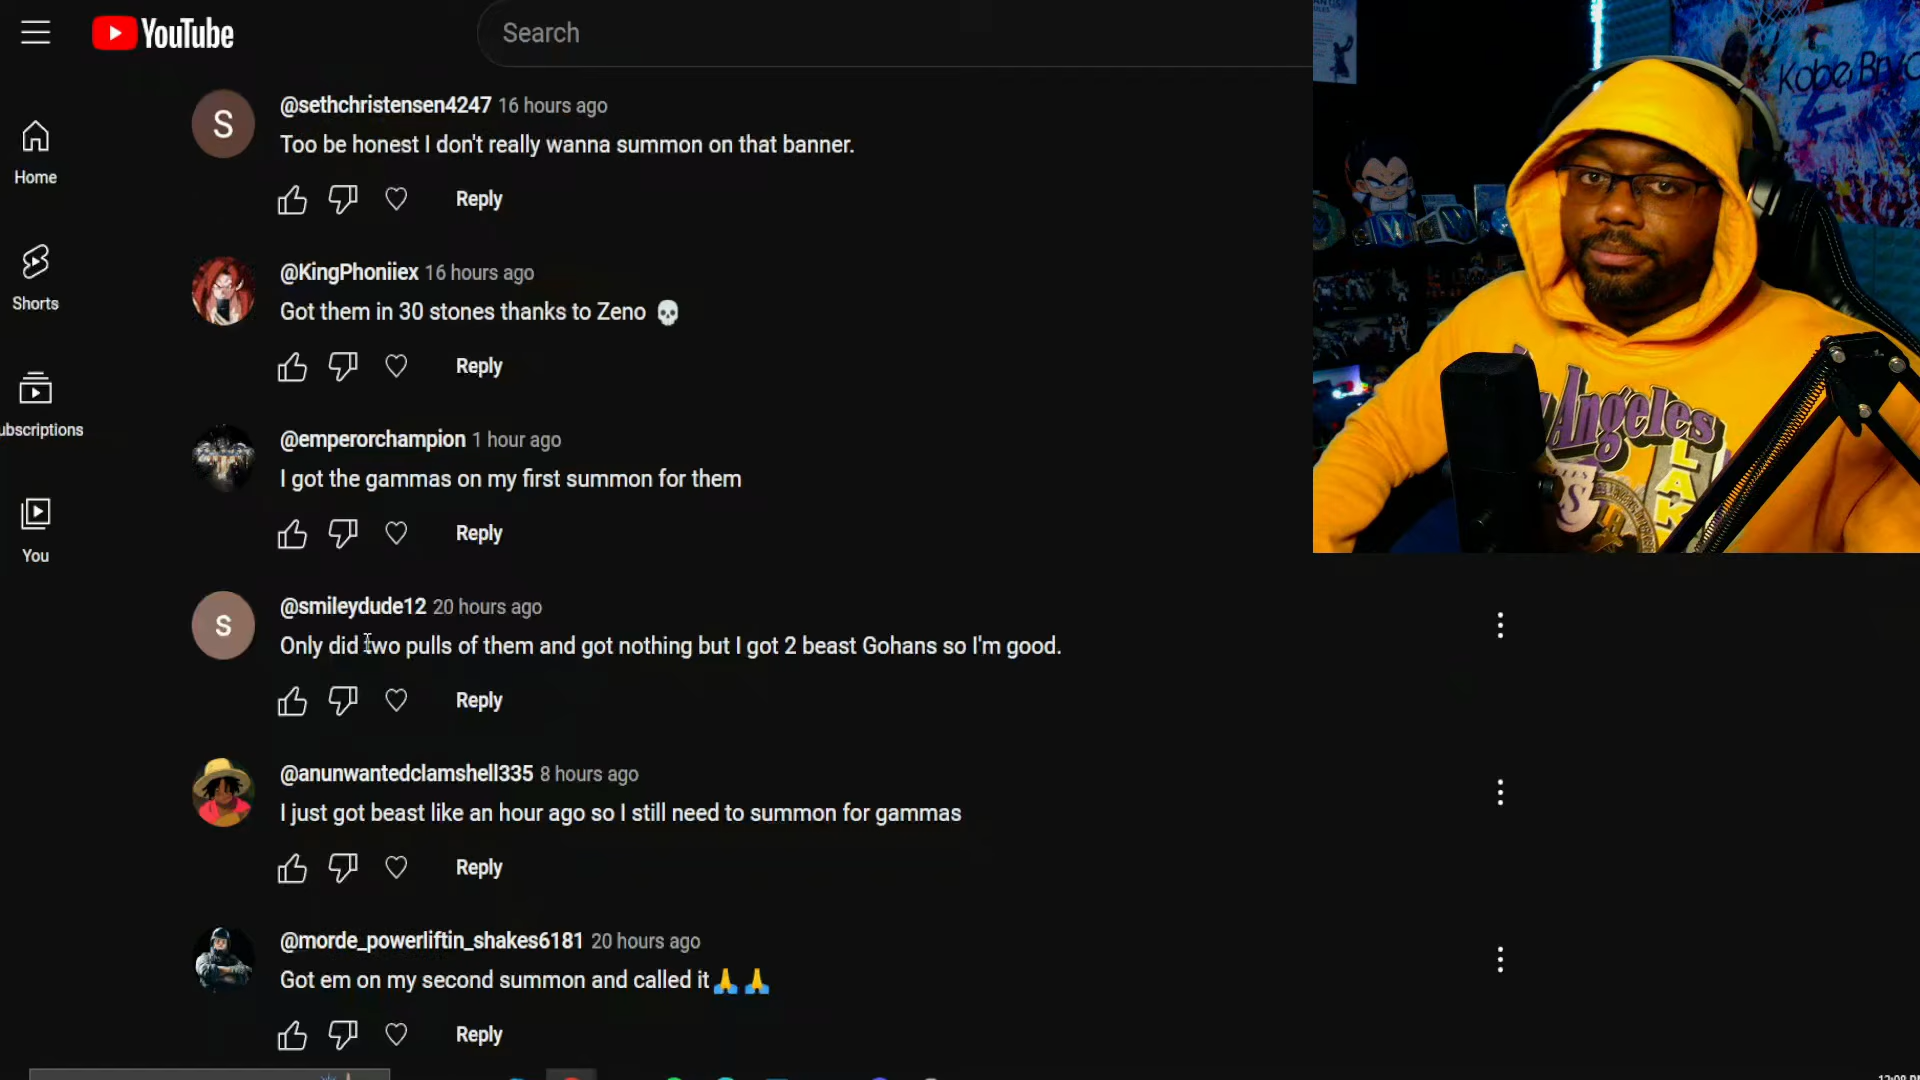 YouTube
Search
Kobe Bry
@sethchristensen4247 16 hours ago
Too be honest I don't really wanna summon on that banner.
Reply
Home
@KingPhoniiex 16 hours ago
Got them in 30 stones thanks to Zeno 💀
Reply
Shorts
@emperorchampion 1 hour ago
I got the gammas on my first summon for them
Reply
ubscriptions
You
Angeles
LAK
@smileydude12 20 hours ago
Only did two pulls of them and got nothing but I got 2 beast Gohans so I'm good.
Reply
@anunwantedclamshell335 8 hours ago
I just got beast like an hour ago so I still need to summon for gammas
Reply
@morde_powerliftin_shakes6181 20 hours ago
Got em on my second summon and called it🙏🙏
Reply
S
S